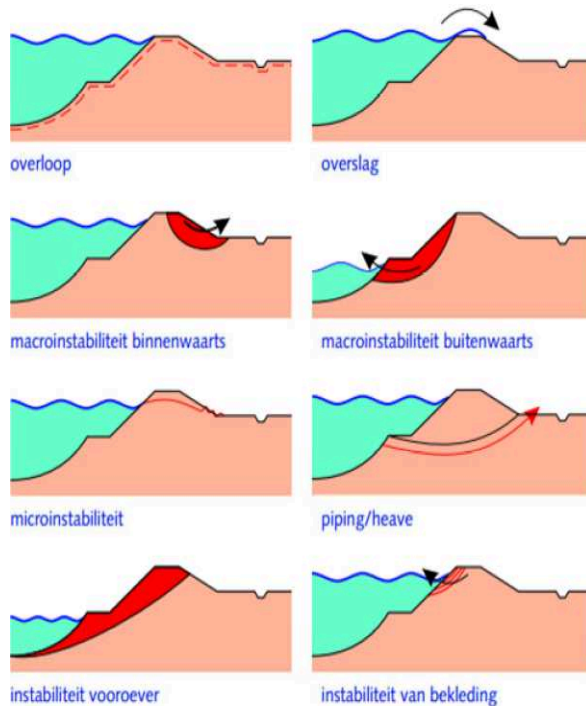 overloop
overslag
macroinstabiliteit binnenwaarts
macroinstabiliteit buitenwaarts
microinstabiliteit
piping/heave
instabiliteit vooroever
instabiliteit van bekleding